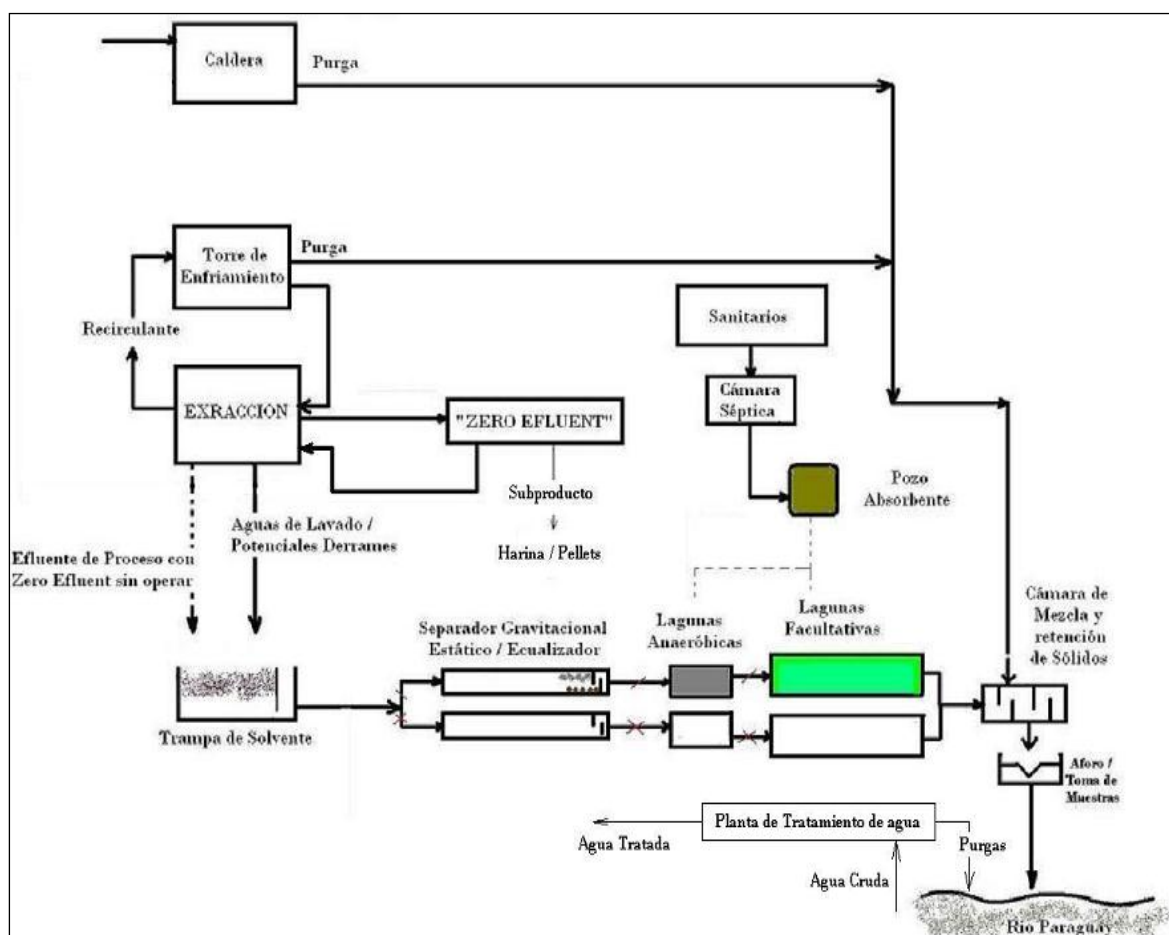 Caldera
Purga
Torre de
Enfriamiento
Purga
Recirculante
Sanitarios
Cámara
Séptica
EXRACCION
"ZERO EFLUENT"
Pozo
Absorbente
Subproducto
Aguas de Lavado /
Potenciales Derrames
Harina / Pellets
Efluente de Proceso con
Zero Efluent sin operar
Separador Gravitacional
Estático / Ecualizador
Lagunas
Anaeróbicas
Lagunas
Facultativas
Cámara de
Mezcla y
retención
de Sólidos
Trampa de Solvente
Aforo /
Toma de
Muestras
Planta de Tratamiento de agua
Agua Tratada
Purgas
Agua Cruda
Rio Paraguay